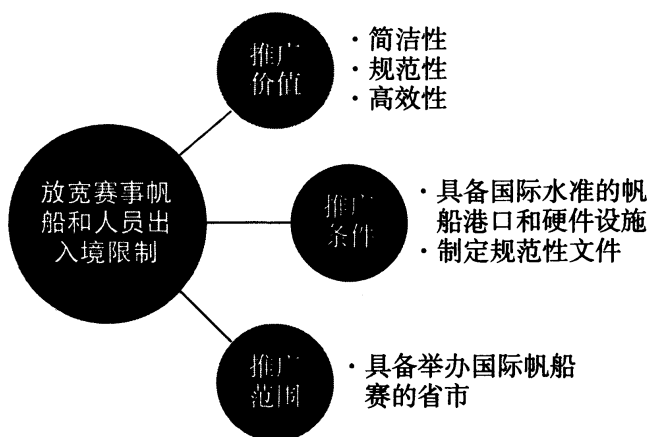 推广
价值
· 简洁性
· 规范性
· 高效性
放宽赛事帆
船和人员出
入境限制
推广
条件
· 具备国际水准的帆
船港口和硬件设施
· 制定规范性文件
推广
范围
· 具备举办国际帆船
赛的省市